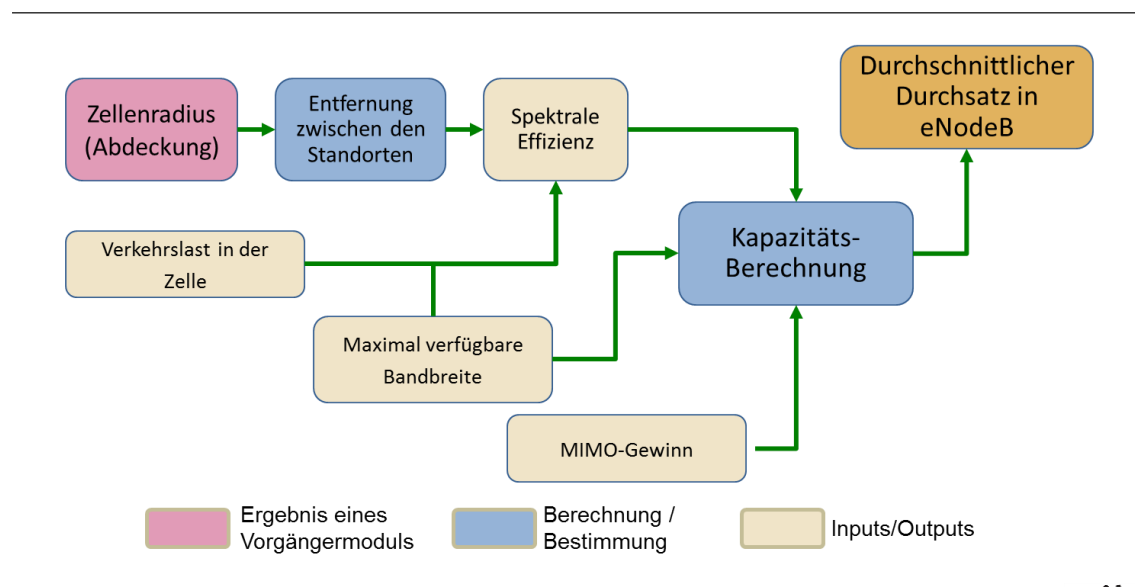 Zellenradius
(Abdeckung)
Entfernung
zwischen den
Standorten
Spektrale
Effizienz
Durchschnittlicher
Durchsatz in
eNodeB
Verkehrslast in der
Zelle
Kapazitäts-
Berechnung
Maximal verfügbare
Bandbreite
MIMO-Gewinn
Ergebnis eines
Vorgängermoduls
Berechnung /
Bestimmung
Inputs/Outputs